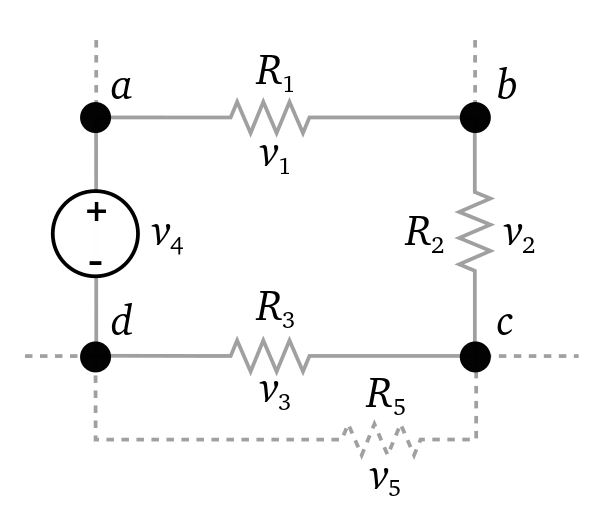 R₁
a
b
v₁
+
v₄
-
R₂
v₂
d
R₃
c
v₃
R₅
v₅